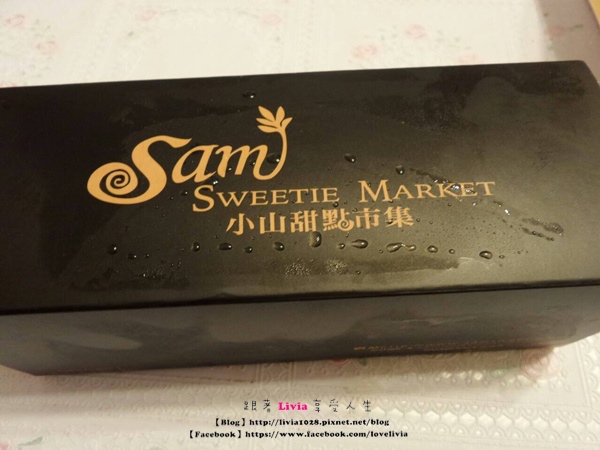 Sam
SWEETIE MARKET
小山甜點市集
跟著 Livia 享受人生
【Blog】http://livia1028.pixnet.net/blog
【Facebook】https://www.facebook.com/lovelivia